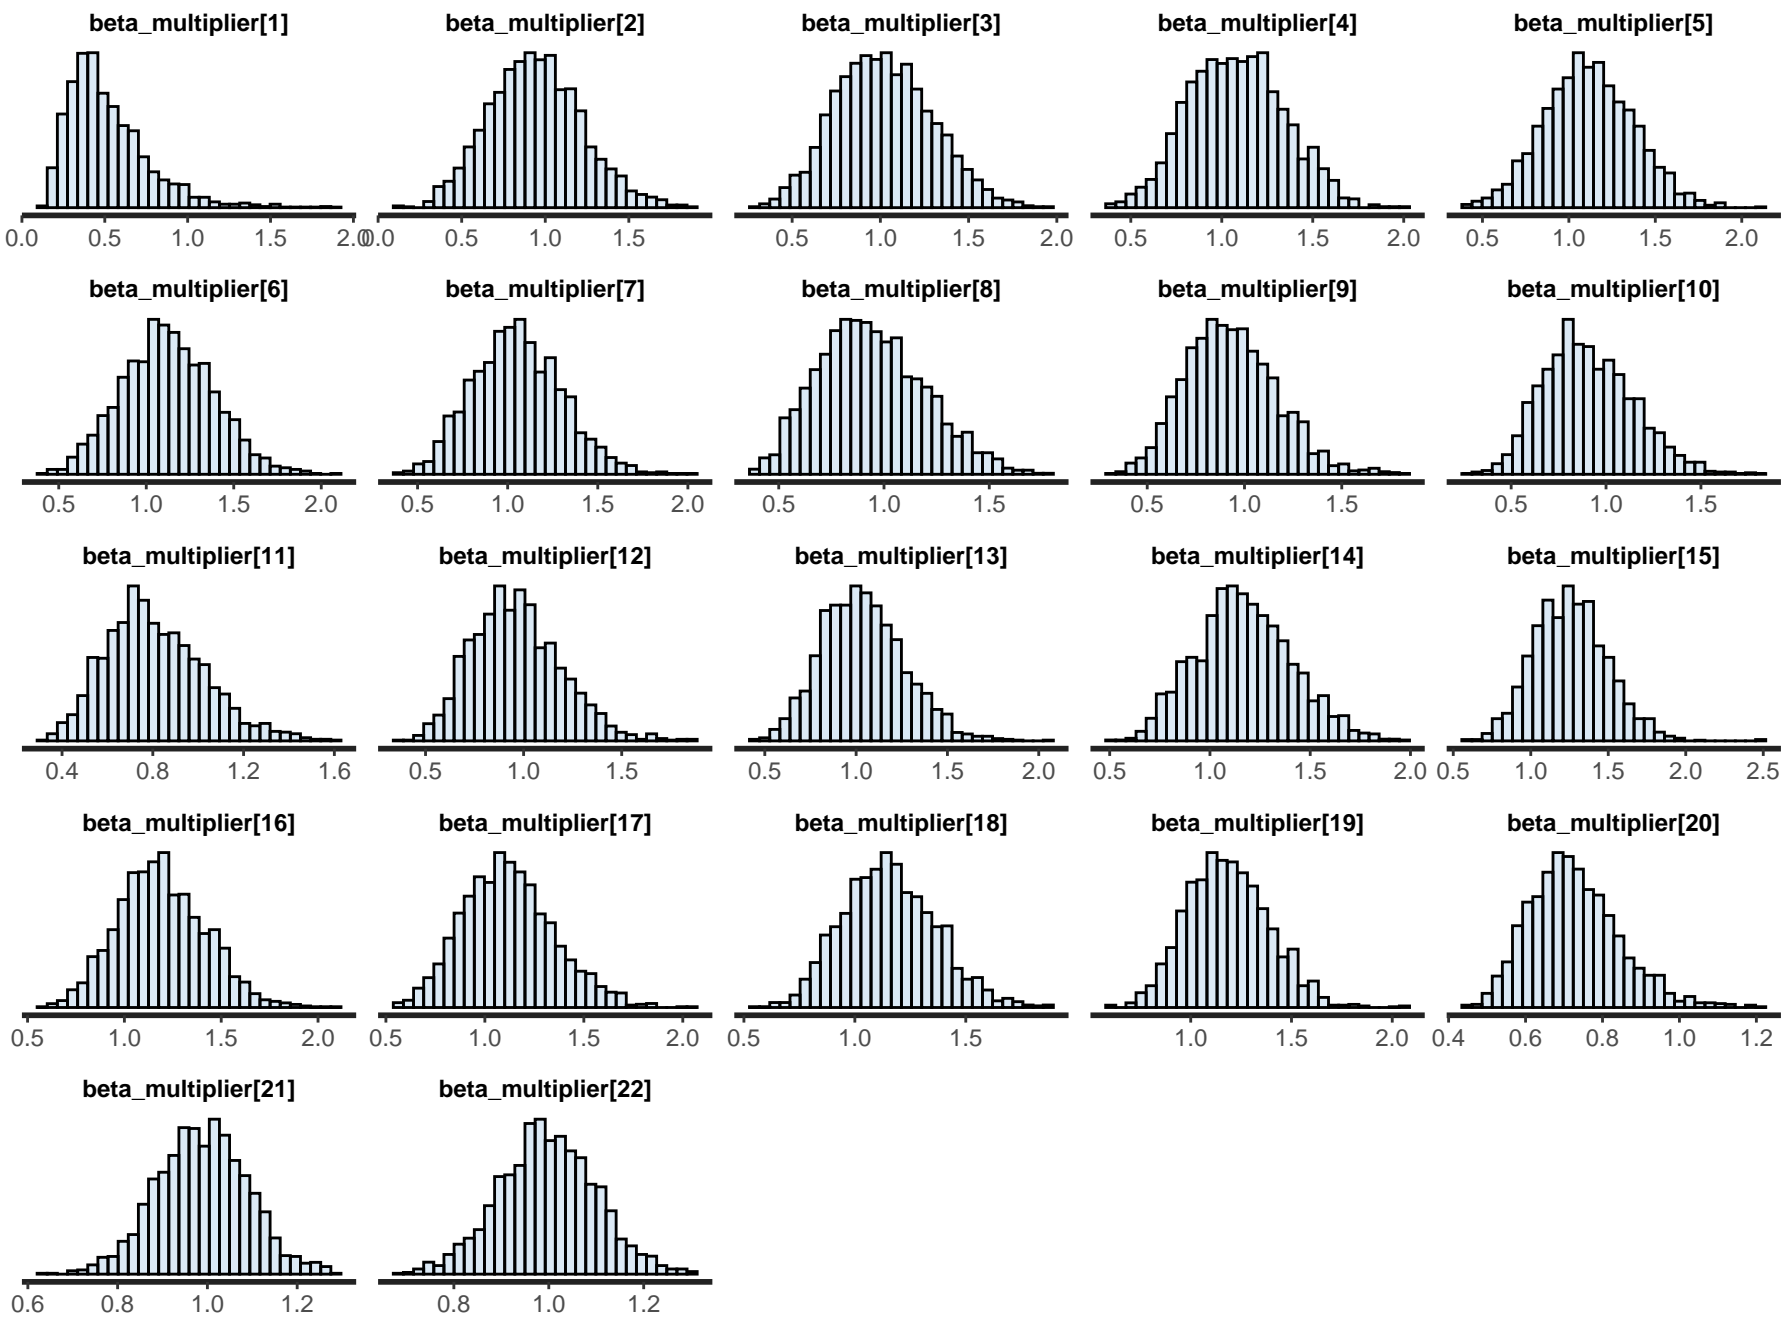 beta_multiplier[1] beta_multiplier[2] beta_multiplier[3] beta_multiplier[4] beta_multiplier[5]
0.0 0.5 1.0 1.5 2.0 0.0 0.5 1.0 1.5 0.5 1.0 1.5 2.0 0.5 1.0 1.5 2.0 0.5 1.0 1.5 2.0
beta_multiplier[6] beta_multiplier[7] beta_multiplier[8] beta_multiplier[9] beta_multiplier[10]
0.5 1.0 1.5 2.0 0.5 1.0 1.5 2.0 0.5 1.0 1.5 0.5 1.0 1.5 0.5 1.0 1.5
beta_multiplier[11] beta_multiplier[12] beta_multiplier[13] beta_multiplier[14] beta_multiplier[15]
0.4 0.8 1.2 1.6 0.5 1.0 1.5 0.5 1.0 1.5 2.0 0.5 1.0 1.5 2.0 0.5 1.0 1.5 2.0 2.5
beta_multiplier[16] beta_multiplier[17] beta_multiplier[18] beta_multiplier[19] beta_multiplier[20]
0.5 1.0 1.5 2.0 0.5 1.0 1.5 2.0 0.5 1.0 1.5 1.0 1.5 2.0 0.4 0.6 0.8 1.0 1.2
beta_multiplier[21] beta_multiplier[22]
0.6 0.8 1.0 1.2 0.8 1.0 1.2